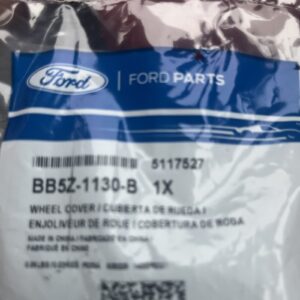 Ford | FORD PARTS
5117527
BB5Z-1130-B 1X
WHEEL COVER / CUBIERTA DE RUEDA /
ENJOLIVEUR DE ROUE / COBERTURA DE RODA
MADE IN CHINA / FABRICADO EN CHINA /
FABRIQUÉ EN CHINE